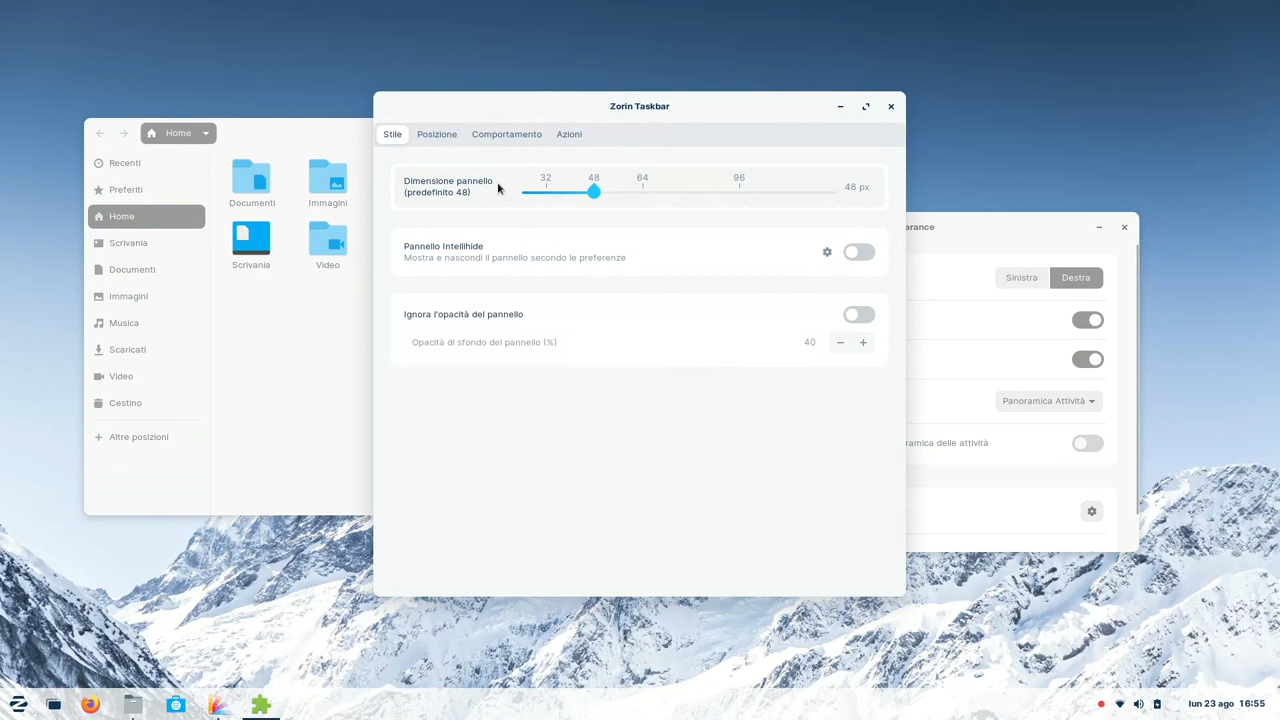 Zorin Taskbar
Stile Posizione Comportamento Azioni
Dimensione pannello
(predefinito 48)
32 48 64 96
48 px
Pannello Intellihide
Mostra e nascondi il pannello secondo le preferenze
Ignora l'opacità del pannello
Opacità di sfondo del pannello (%)
40
Home
Recenti
Preferiti
Home
Scrivania
Documenti
Immagini
Musica
Scaricati
Video
Cestino
Altre posizioni
Documenti Immagini
Scrivania Video
arance
Sinistra Destra
Panoramica Attività
ramica delle attività
lun 23 ago 16:55